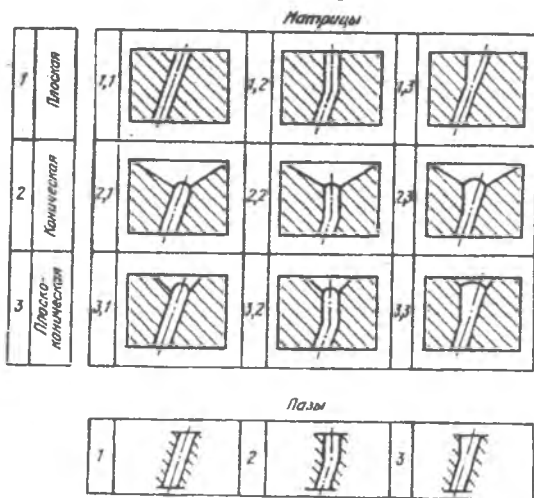 Матрицы
1 Плоская 1,1 1,2 1,3
2 Коническая 2,1 2,2 2,3
3 Плоско-
коническая 3,1 3,2 3,3
Пазы
1 2 3